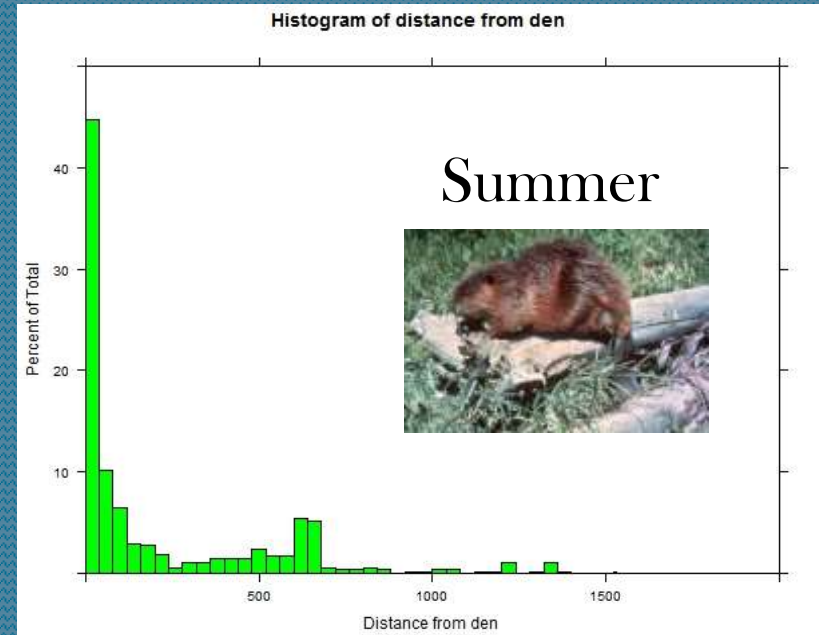 Histogram of distance from den
Summer
40
30
20
10
Percent of Total
500
1000
1500
Distance from den